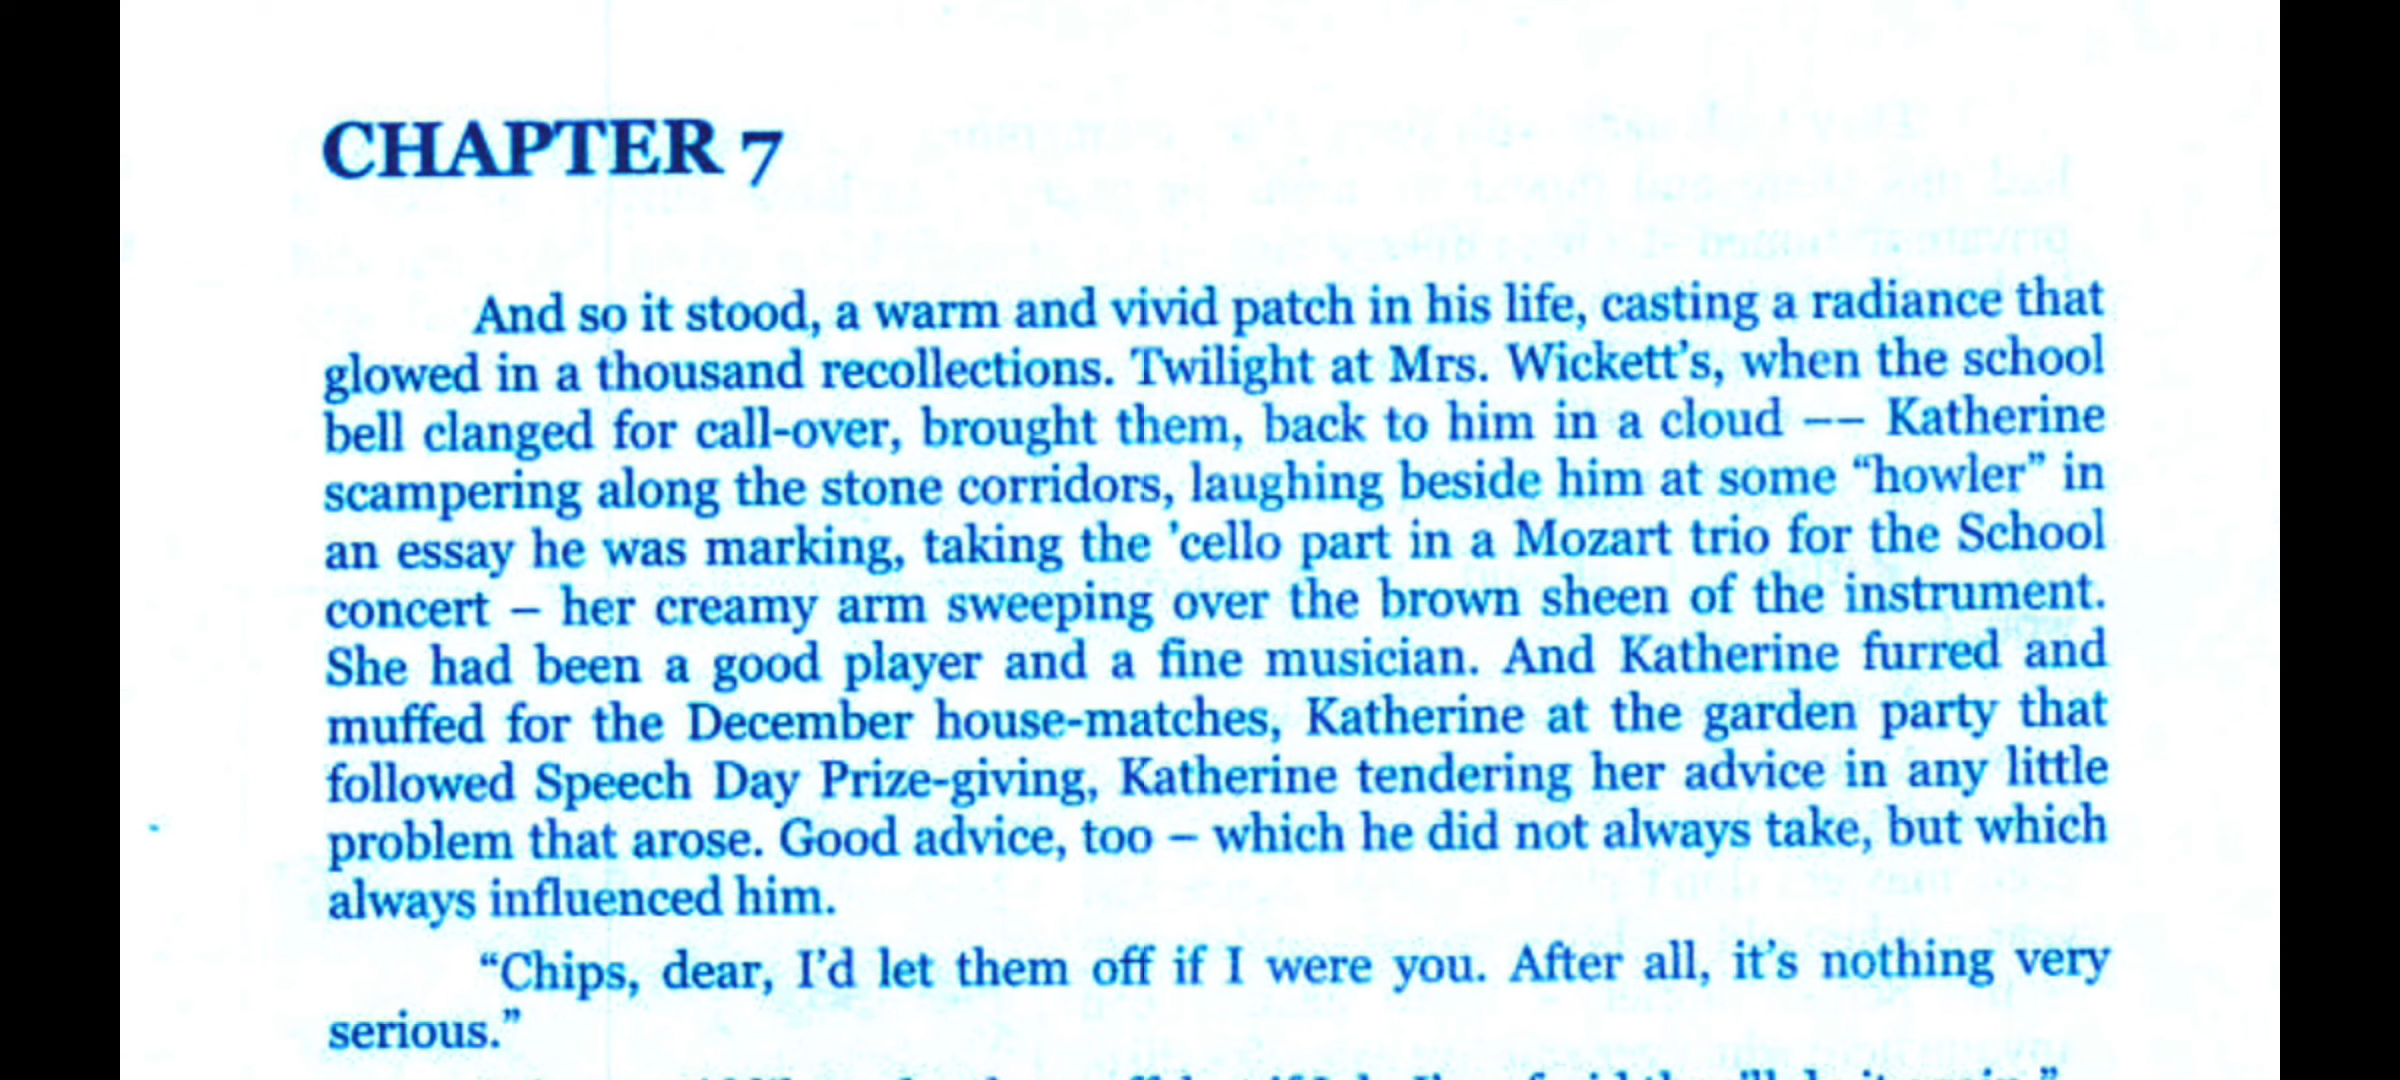 CHAPTER 7
And so it stood, a warm and vivid patch in his life, casting a radiance that
glowed in a thousand recollections. Twilight at Mrs. Wickett’s, when the school
bell clanged for call-over, brought them, back to him in a cloud –– Katherine
scampering along the stone corridors, laughing beside him at some “howler” in
an essay he was marking, taking the 'cello part in a Mozart trio for the School
concert – her creamy arm sweeping over the brown sheen of the instrument.
She had been a good player and a fine musician. And Katherine furred and
muffed for the December house-matches, Katherine at the garden party that
followed Speech Day Prize-giving, Katherine tendering her advice in any little
problem that arose. Good advice, too – which he did not always take, but which
always influenced him.
“Chips, dear, I’d let them off if I were you. After all, it’s nothing very
serious.”